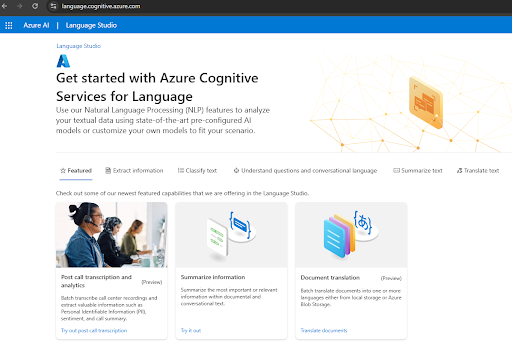 language.cognitive.azure.com
Azure AI | Language Studio
Language Studio
Get started with Azure Cognitive
Services for Language
Use our Natural Language Processing (NLP) features to analyze
your textual data using state-of-the-art pre-configured AI
models or customize your own models to fit your scenario.
Featured Extract information Classify text Understand questions and conversational language Summarize text Translate text
Check out some of our newest featured capabilities that we are offering in the Language Studio.
Post call transcription and
analytics (Preview)
Batch transcribe call center recordings and
extract valuable information such as
Personal Identifiable Information (PII),
sentiment, and call summary.
Try out post call transcription
Summarize information
Summarize the most important or relevant
information within documental and
conversational text.
Try it out
Document translation (Preview)
Batch translate documents into one or more
languages either from local storage or Azure
Blob Storage.
Translate documents